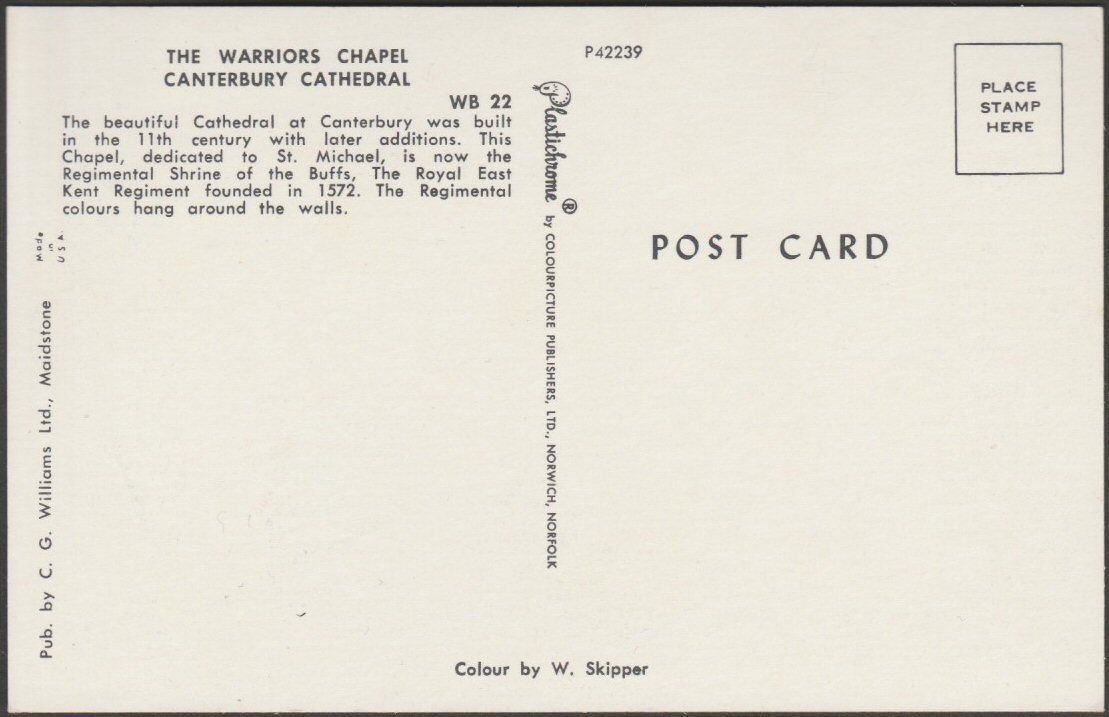 THE WARRIORS CHAPEL
CANTERBURY CATHEDRAL
WB 22
The beautiful Cathedral at Canterbury was built
in the 11th century with later additions. This
Chapel, dedicated to St. Michael, is now the
Regimental Shrine of the Buffs, The Royal East
Kent Regiment founded in 1572. The Regimental
colours hang around the walls.
Made
in
U.S.A.
Pub. by C. G. Williams Ltd., Maidstone
Plastichrome ® by COLOURPICTURE PUBLISHERS, LTD., NORWICH, NORFOLK
P42239
PLACE
STAMP
HERE
POST CARD
Colour by W. Skipper